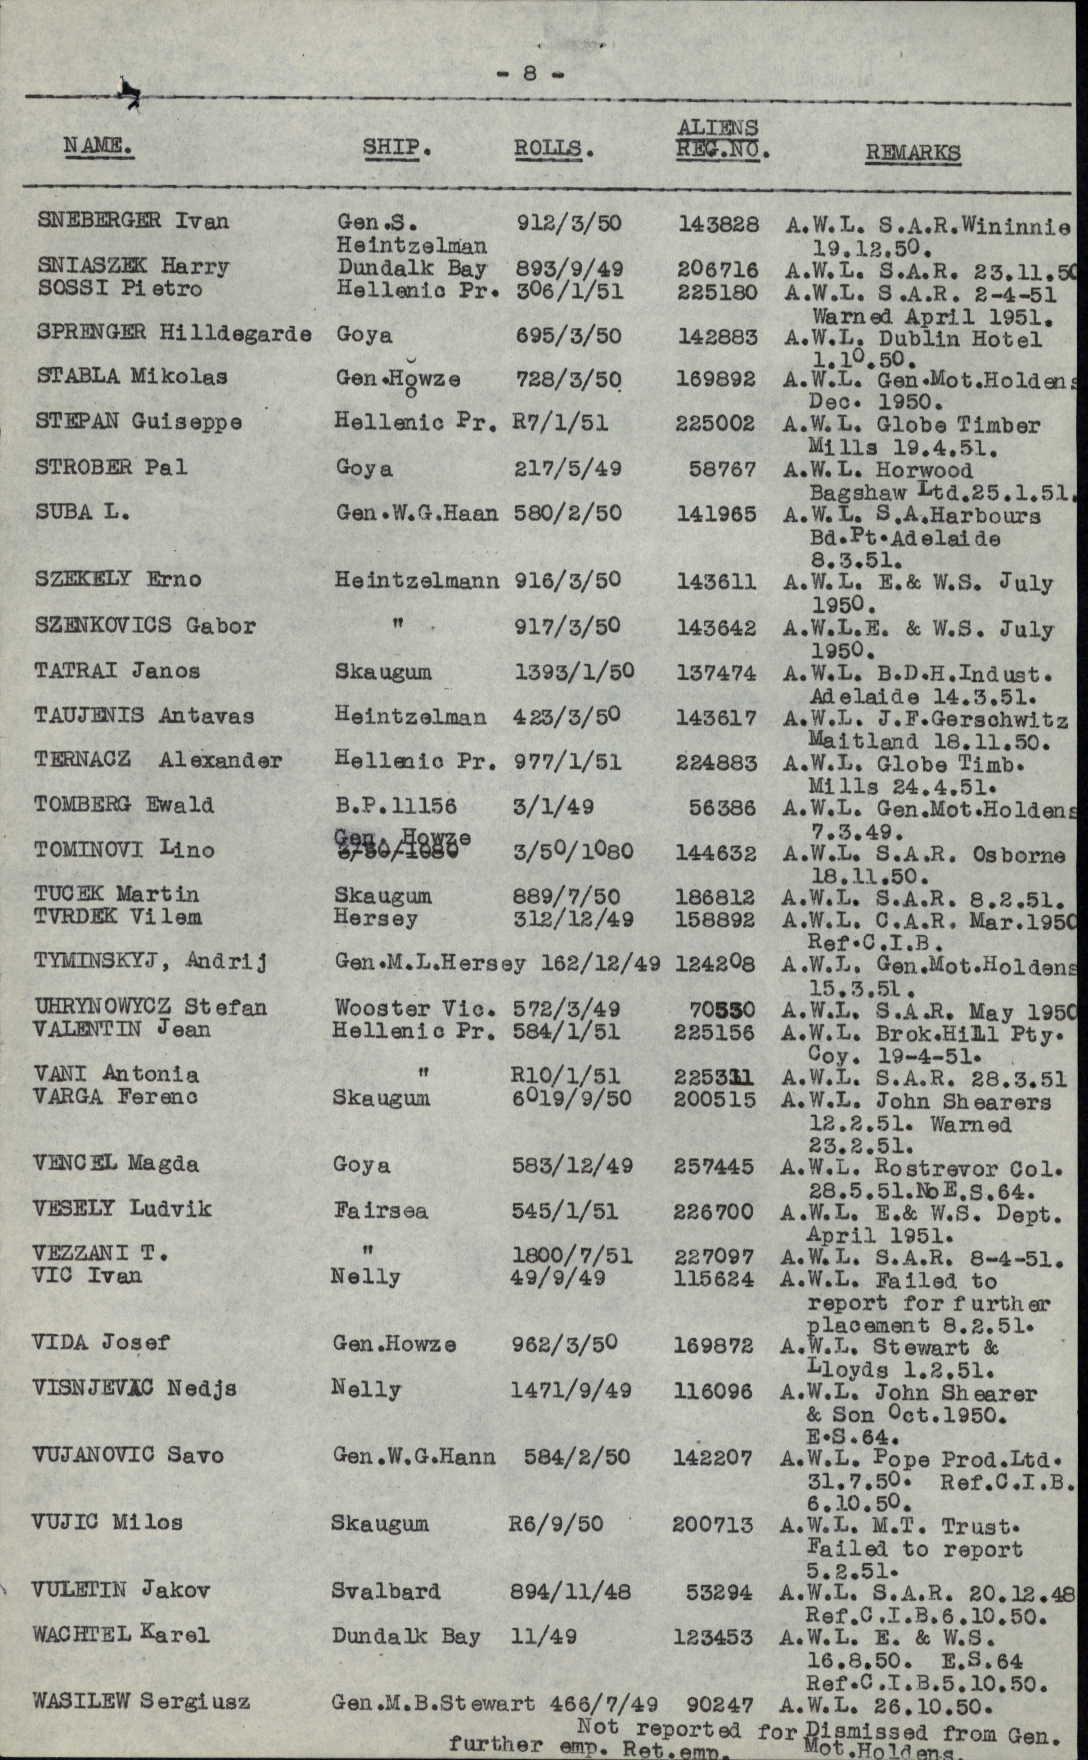 - 8 -
NAME. SHIP. ROLLS. ALIENS REG.NO. REMARKS
SNEBERGER Ivan Gen.S. 912/3/50 143828 A.W.L. S.A.R.Wininnie
Heintzelman 19.12.50.
SNIASZEK Harry Dundalk Bay 893/9/49 206716 A.W.L. S.A.R. 23.11.50
SOSSI Pietro Hellenic Pr. 306/1/51 225180 A.W.L. S.A.R. 2-4-51
Warned April 1951.
SPRENGER Hilldegarde Goya 695/3/50 142883 A.W.L. Dublin Hotel
1.10.50.
STABLA Mikolas Gen.Howze 728/3/50 169892 A.W.L. Gen.Mot.Holdens
Dec. 1950.
STEPAN Guiseppe Hellenic Pr. R7/1/51 225002 A.W.L. Globe Timber
Mills 19.4.51.
STROBER Pal Goya 217/5/49 58767 A.W.L. Horwood
Bagshaw Ltd.25.1.51.
SUBA L. Gen.W.G.Haan 580/2/50 141965 A.W.L. S.A.Harbours
Bd.Pt.Adelaide
8.3.51.
SZEKELY Erno Heintzelmann 916/3/50 143611 A.W.L. E.& W.S. July
1950.
SZENKOVICS Gabor " 917/3/50 143642 A.W.L.E. & W.S. July
1950.
TATRAI Janos Skaugum 1393/1/50 137474 A.W.L. B.D.H.Indust.
Adelaide 14.3.51.
TAUJENIS Antavas Heintzelman 423/3/50 143617 A.W.L. J.F.Gerschwitz
Maitland 18.11.50.
TERNACZ Alexander Hellenic Pr. 977/1/51 224883 A.W.L. Globe Timb.
Mills 24.4.51.
TOMBERG Ewald B.P.11156 3/1/49 56386 A.W.L. Gen.Mot.Holdens
7.3.49.
Gen. Howze
TOMINOVI Lino 3/50/1080 3/50/1080 144632 A.W.L. S.A.R. Osborne
18.11.50.
TUCEK Martin Skaugum 889/7/50 186812 A.W.L. S.A.R. 8.2.51.
TVRDEK Vilem Hersey 312/12/49 158892 A.W.L. C.A.R. Mar.1950
Ref.C.I.B.
TYMINSKYJ, Andrij Gen.M.L.Hersey 162/12/49 124208 A.W.L. Gen.Mot.Holdens
15.3.51.
UHRYNOWYCZ Stefan Wooster Vic. 572/3/49 70530 A.W.L. S.A.R. May 1950
VALENTIN Jean Hellenic Pr. 584/1/51 225156 A.W.L. Brok.Hill Pty.
Coy. 19-4-51.
VANI Antonia " R10/1/51 225311 A.W.L. S.A.R. 28.3.51
VARGA Ferenc Skaugum 6019/9/50 200515 A.W.L. John Shearers
12.2.51. Warned
23.2.51.
VENCEL Magda Goya 583/12/49 257445 A.W.L. Rostrevor Col.
28.5.51.No E.S.64.
VESELY Ludvik Fairsea 545/1/51 226700 A.W.L. E.& W.S. Dept.
April 1951.
VEZZANI T. " 1800/7/51 227097 A.W.L. S.A.R. 8-4-51.
VIC Ivan Nelly 49/9/49 115624 A.W.L. Failed to
report for further
placement 8.2.51.
VIDA Josef Gen.Howze 962/3/50 169872 A.W.L. Stewart &
Lloyds 1.2.51.
VISNJEVAC Nedjs Nelly 1471/9/49 116096 A.W.L. John Shearer
& Son Oct.1950.
E.S.64.
VUJANOVIC Savo Gen.W.G.Hann 584/2/50 142207 A.W.L. Pope Prod.Ltd.
31.7.50. Ref.C.I.B.
6.10.50.
VUJIC Milos Skaugum R6/9/50 200713 A.W.L. M.T. Trust.
Failed to report
5.2.51.
VULETIN Jakov Svalbard 894/11/48 53294 A.W.L. S.A.R. 20.12.48
Ref.C.I.B.6.10.50.
WACHTEL Karel Dundalk Bay 11/49 123453 A.W.L. E. & W.S.
16.8.50. E.S.64
Ref.C.I.B.5.10.50.
WASILEW Sergiusz Gen.M.B.Stewart 466/7/49 90247 A.W.L. 26.10.50.
Not reported for Dismissed from Gen.
further emp. Ret.emp. Mot.Holdens.